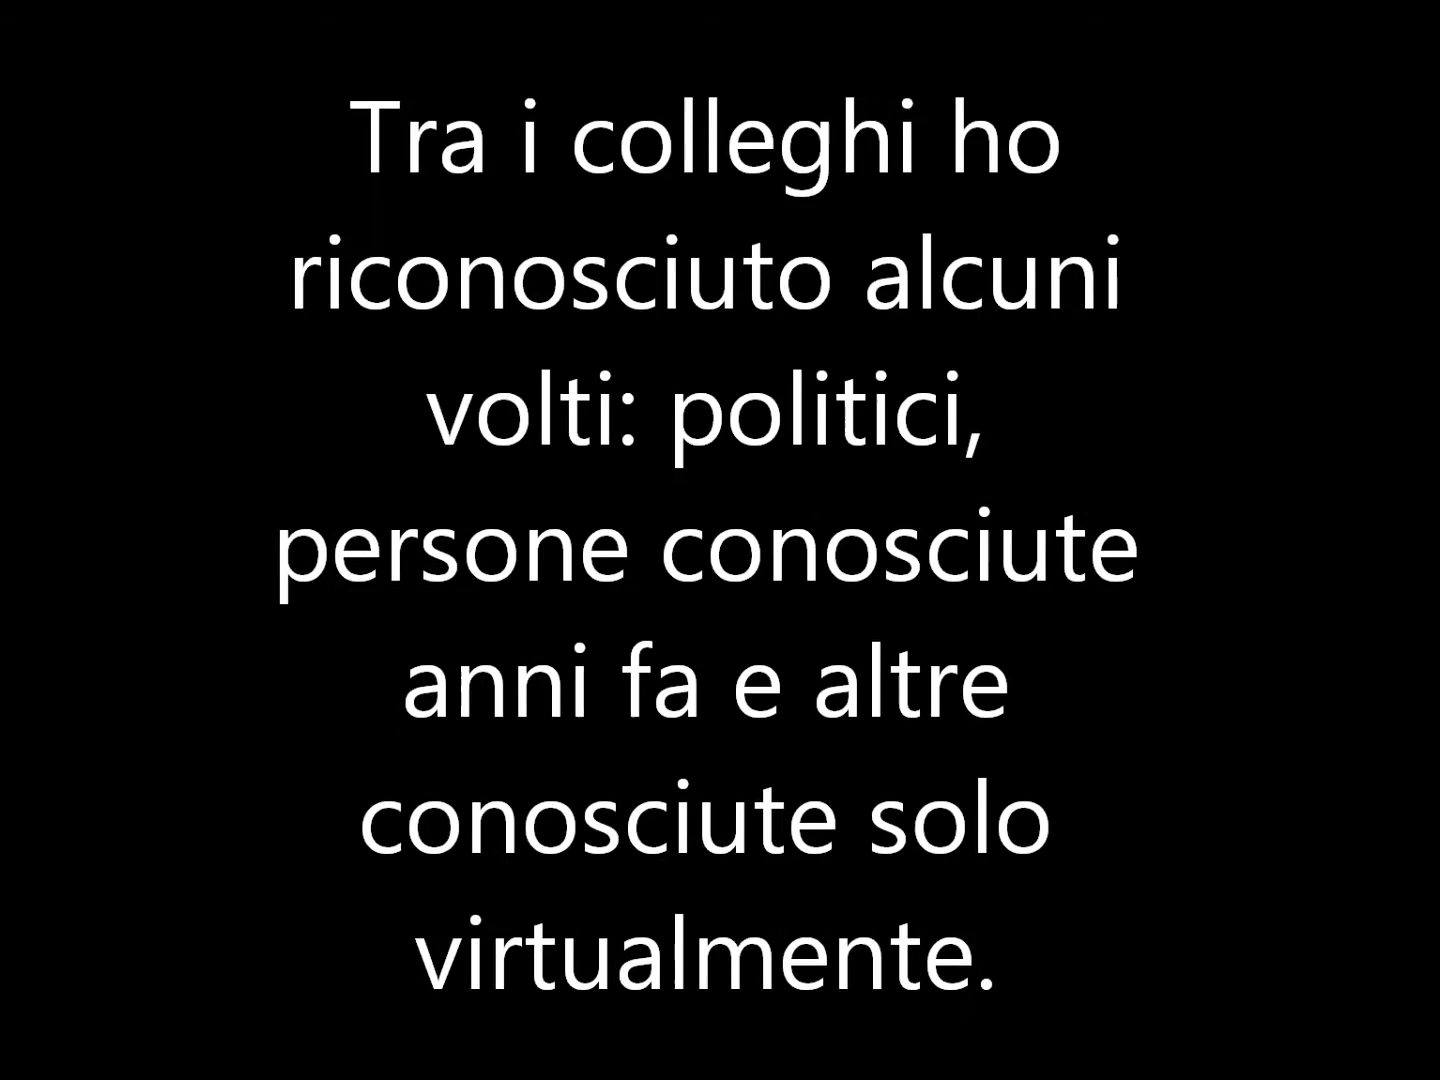 Tra i colleghi ho
riconosciuto alcuni
volti: politici,
persone conosciute
anni fa e altre
conosciute solo
virtualmente.